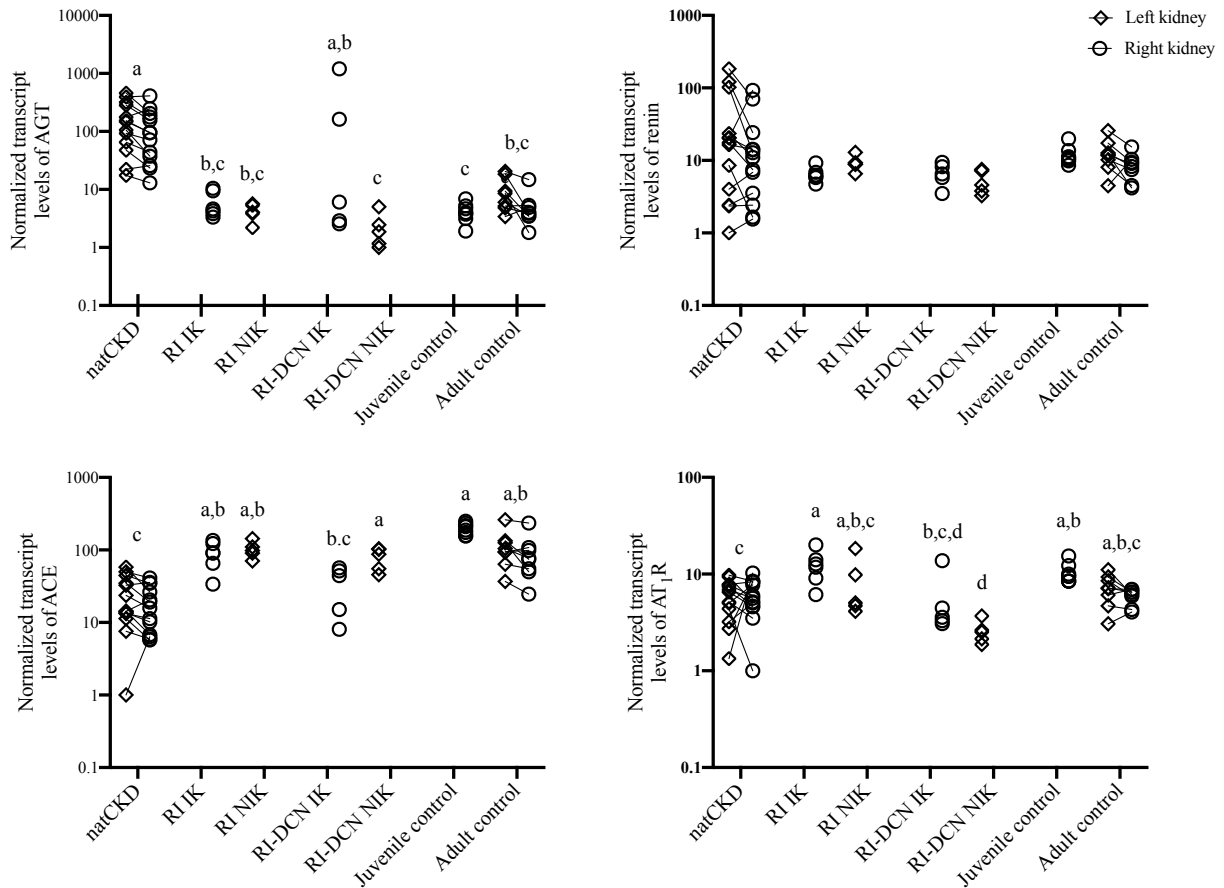 Left kidney
Right kidney
Normalized transcript
levels of AGT
10000
1000
100
10
1
0.1
a
b,c
b,c
a,b
c
c
b,c
natCKD
RI IK
RI NIK
RI-DCN IK
RI-DCN NIK
Juvenile control
Adult control
Normalized transcript
levels of renin
1000
100
10
1
0.1
natCKD
RI IK
RI NIK
RI-DCN IK
RI-DCN NIK
Juvenile control
Adult control
Normalized transcript
levels of ACE
1000
100
10
1
0.1
c
a,b
a,b
b.c
a
a
a,b
natCKD
RI IK
RI NIK
RI-DCN IK
RI-DCN NIK
Juvenile control
Adult control
Normalized transcript
levels of AT₁R
100
10
1
0.1
c
a
a,b,c
b,c,d
d
a,b
a,b,c
natCKD
RI IK
RI NIK
RI-DCN IK
RI-DCN NIK
Juvenile control
Adult control